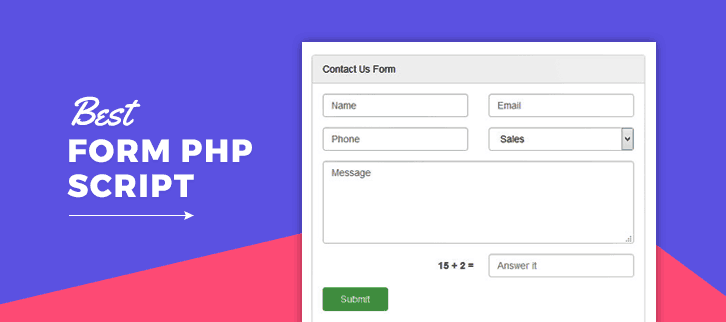 Best
FORM PHP
SCRIPT
Contact Us Form
Name
Email
Phone
Sales
Message
15 + 2 =
Answer it
Submit